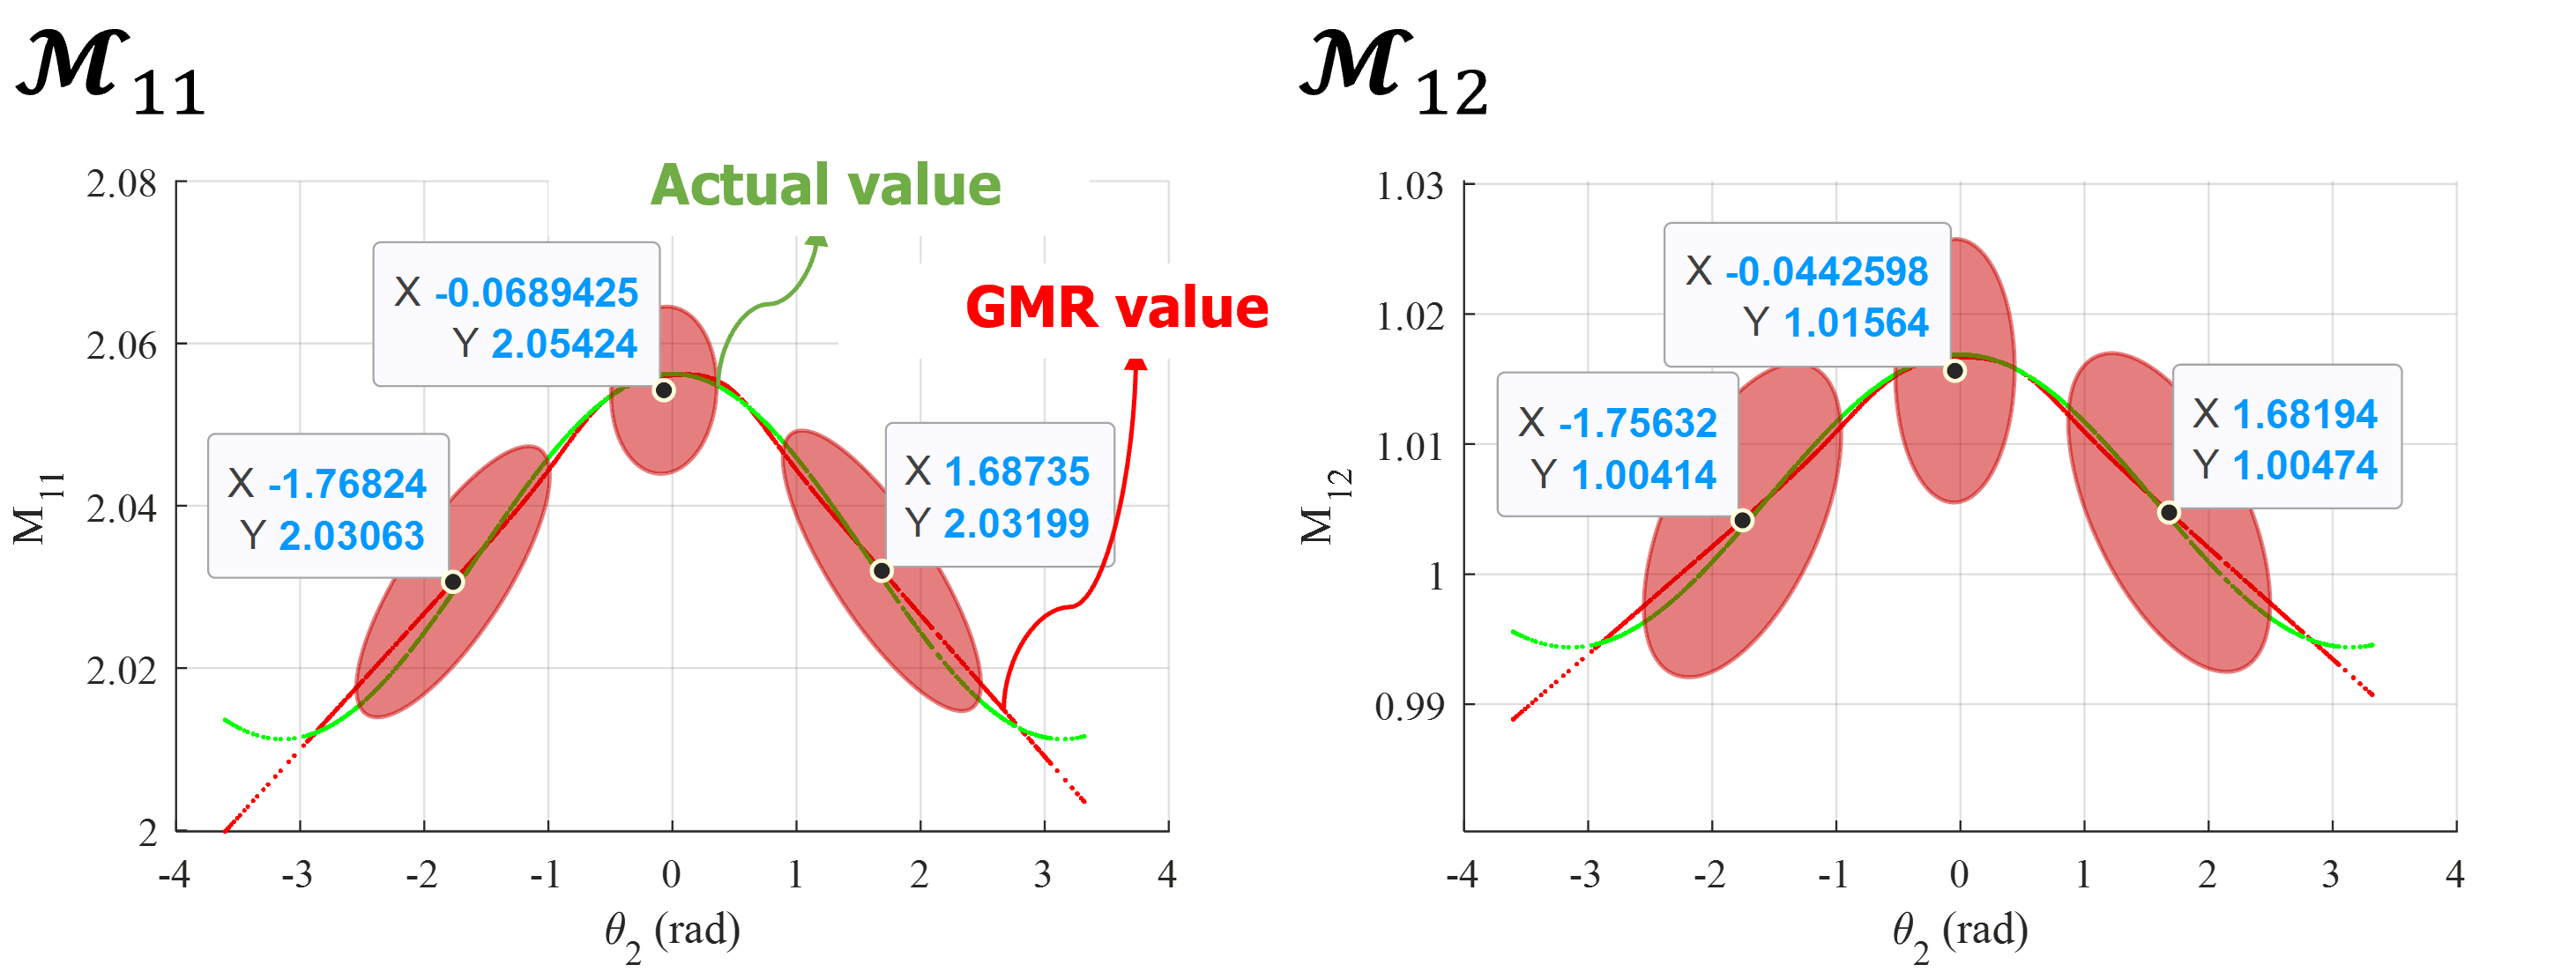 ℳ11
Actual value
GMR value
X -0.0689425
Y 2.05424
X -1.76824
Y 2.03063
X 1.68735
Y 2.03199
2.08
2.06
2.04
2.02
2
M11
-4 -3 -2 -1 0 1 2 3 4
θ2 (rad)
ℳ12
X -0.0442598
Y 1.01564
X -1.75632
Y 1.00414
X 1.68194
Y 1.00474
1.03
1.02
1.01
1
0.99
M12
-4 -3 -2 -1 0 1 2 3 4
θ2 (rad)